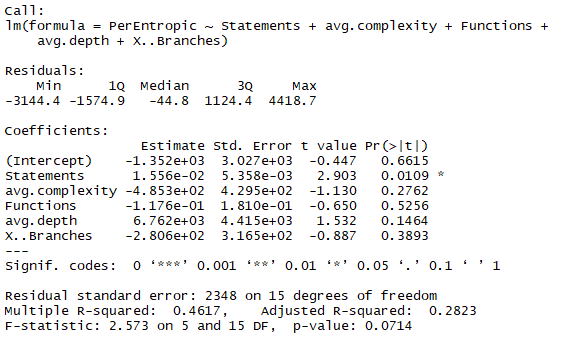 Call:
lm(formula = PerEntropic ~ Statements + avg.complexity + Functions +
    avg.depth + X..Branches)

Residuals:
    Min      1Q  Median      3Q     Max
-3144.4 -1574.9   -44.8  1124.4  4418.7

Coefficients:
                 Estimate Std. Error t value Pr(>|t|)
(Intercept)    -1.352e+03  3.027e+03  -0.447   0.6615
Statements      1.556e-02  5.358e-03   2.903   0.0109 *
avg.complexity -4.853e+02  4.295e+02  -1.130   0.2762
Functions      -1.176e-01  1.810e-01  -0.650   0.5256
avg.depth       6.762e+03  4.415e+03   1.532   0.1464
X..Branches    -2.806e+02  3.165e+02  -0.887   0.3893
---
Signif. codes:  0 ‘***’ 0.001 ‘**’ 0.01 ‘*’ 0.05 ‘.’ 0.1 ‘ ’ 1

Residual standard error: 2348 on 15 degrees of freedom
Multiple R-squared:  0.4617,    Adjusted R-squared:  0.2823
F-statistic: 2.573 on 5 and 15 DF,  p-value: 0.0714